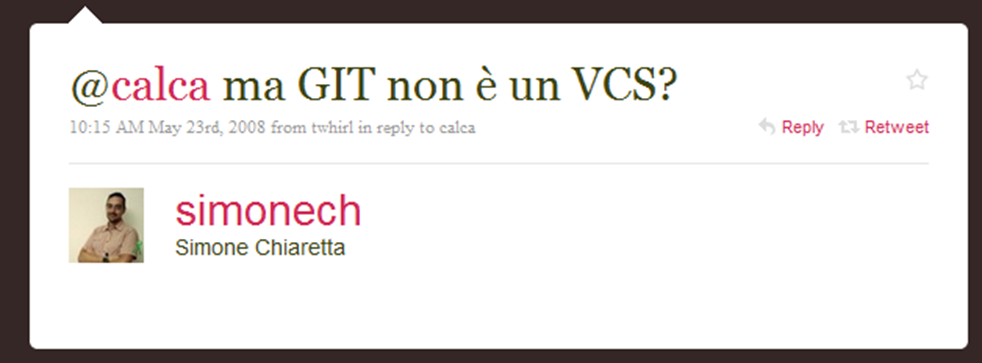 @calca ma GIT non è un VCS?
10:15 AM May 23rd, 2008 from twhirl in reply to calca
Reply Retweet
simonech
Simone Chiaretta